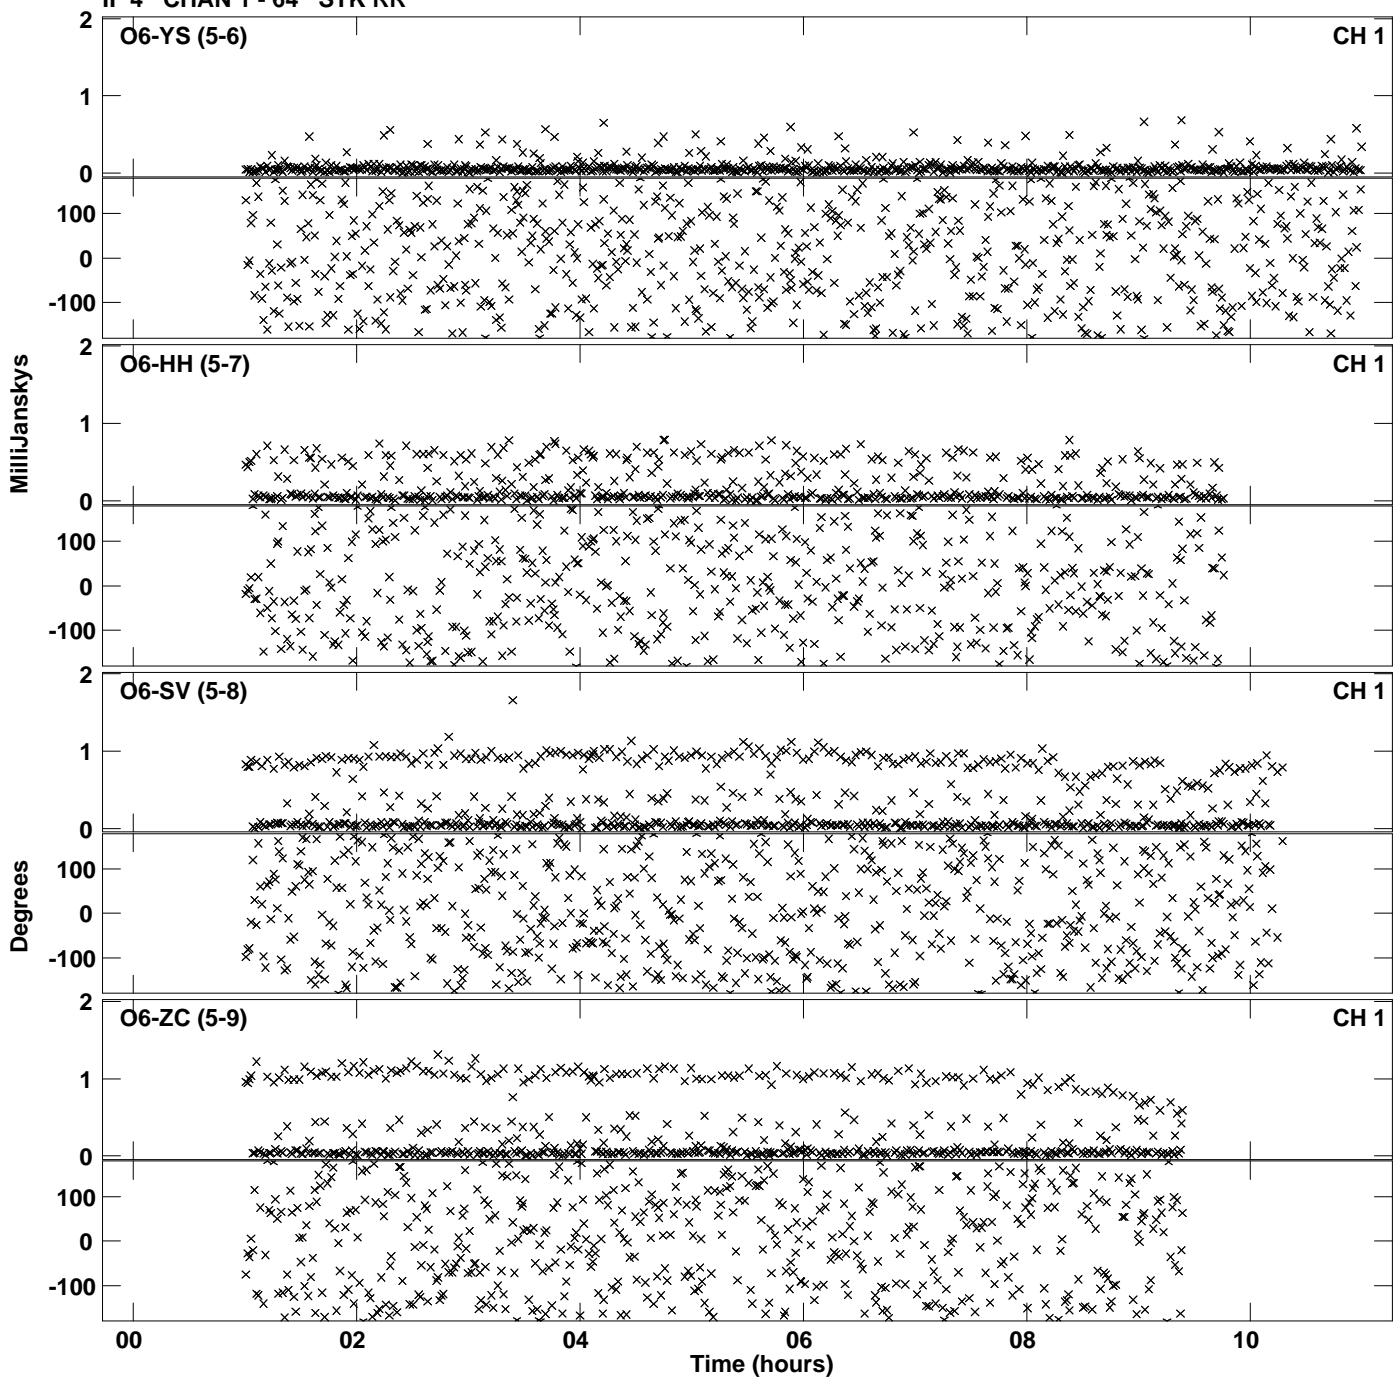 IF 4 CHAN 1 - 64 STK RR
2
O6-YS (5-6) CH 1
1
0
100
0
-100
2
O6-HH (5-7) CH 1
1
0
100
0
-100
2
O6-SV (5-8) CH 1
1
0
100
0
-100
2
O6-ZC (5-9) CH 1
1
0
100
0
-100
00 02 04 06 08 10
Time (hours)
MilliJanskys
Degrees